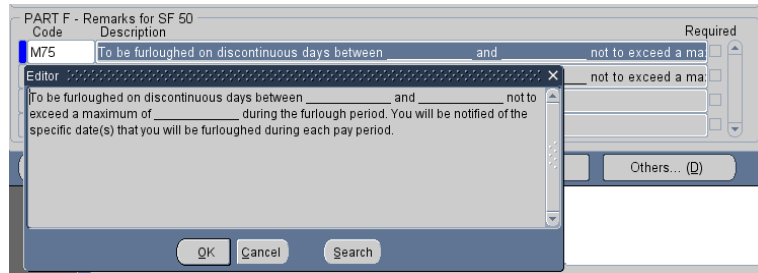 PART F - Remarks for SF 50
Code Description Required
M75 To be furloughed on discontinuous days between ____________ and ____________ not to exceed a ma
Editor
____ not to exceed a ma
To be furloughed on discontinuous days between ____________ and ____________ not to
exceed a maximum of ____________ during the furlough period. You will be notified of the
specific date(s) that you will be furloughed during each pay period.
Others... (D)
OK Cancel Search